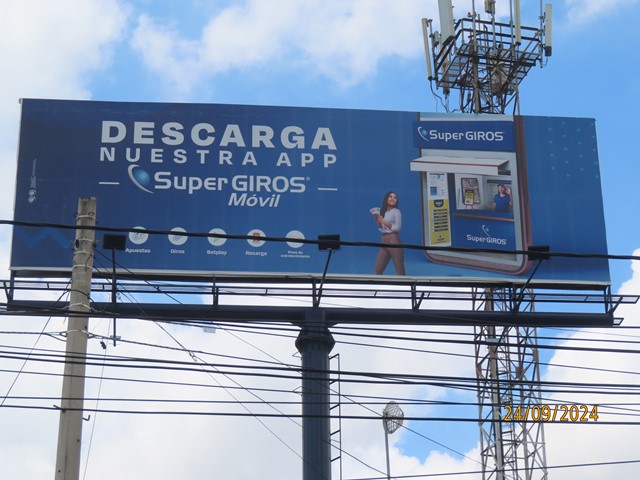 DESCARGA
NUESTRA APP
SuperGIROS
Móvil
Apuestas Giros Betplay Recarga
SuperGIROS
SuperGIROS
24/09/2024